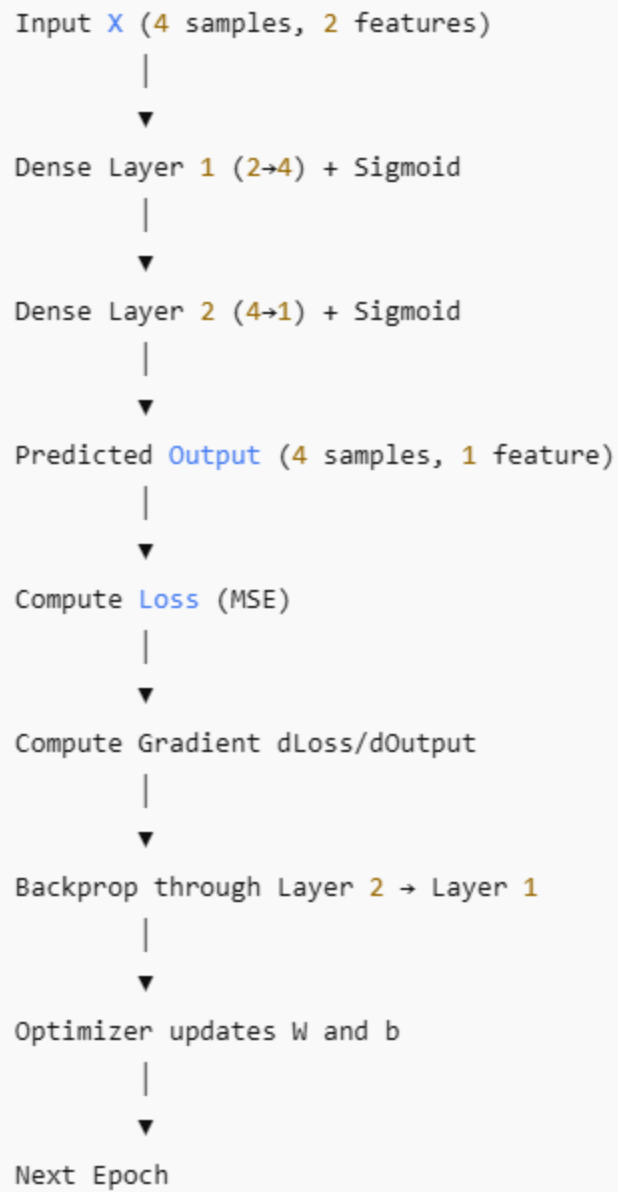 Input X (4 samples, 2 features)
│
▼
Dense Layer 1 (2→4) + Sigmoid
│
▼
Dense Layer 2 (4→1) + Sigmoid
│
▼
Predicted Output (4 samples, 1 feature)
│
▼
Compute Loss (MSE)
│
▼
Compute Gradient dLoss/dOutput
│
▼
Backprop through Layer 2 → Layer 1
│
▼
Optimizer updates W and b
│
▼
Next Epoch